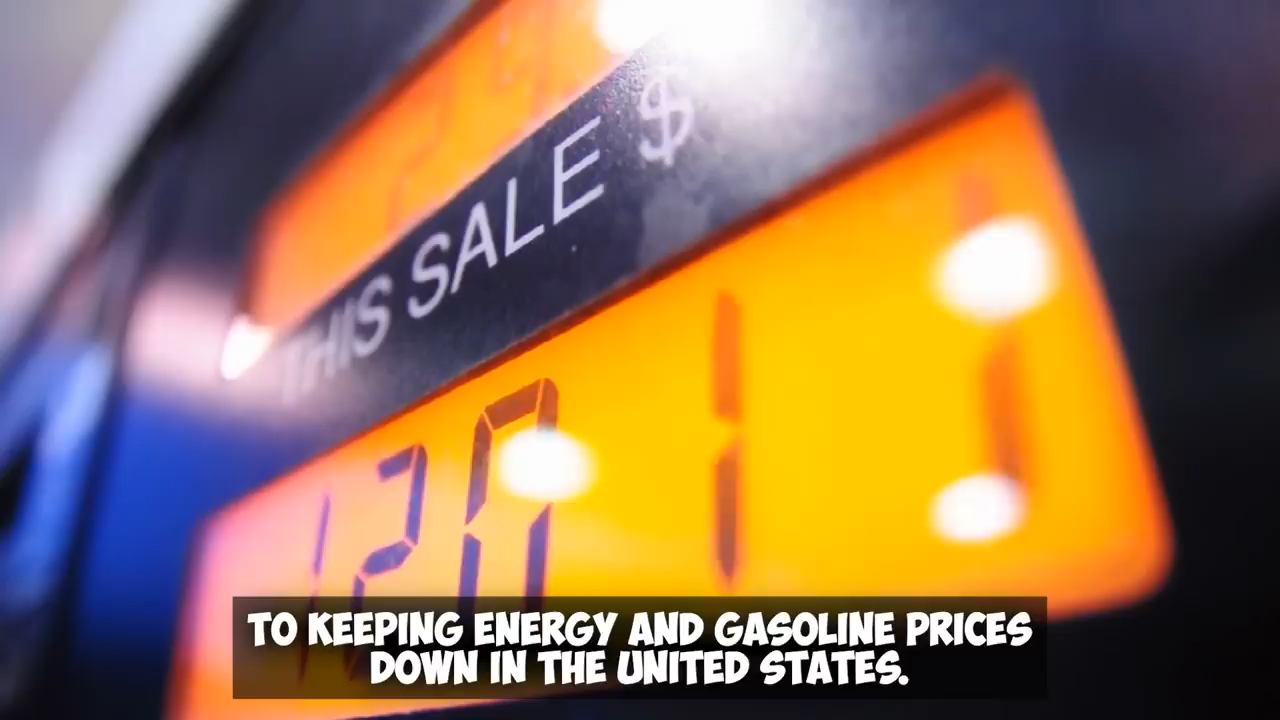 THIS SALE $
TO KEEPING ENERGY AND GASOLINE PRICES
DOWN IN THE UNITED STATES.